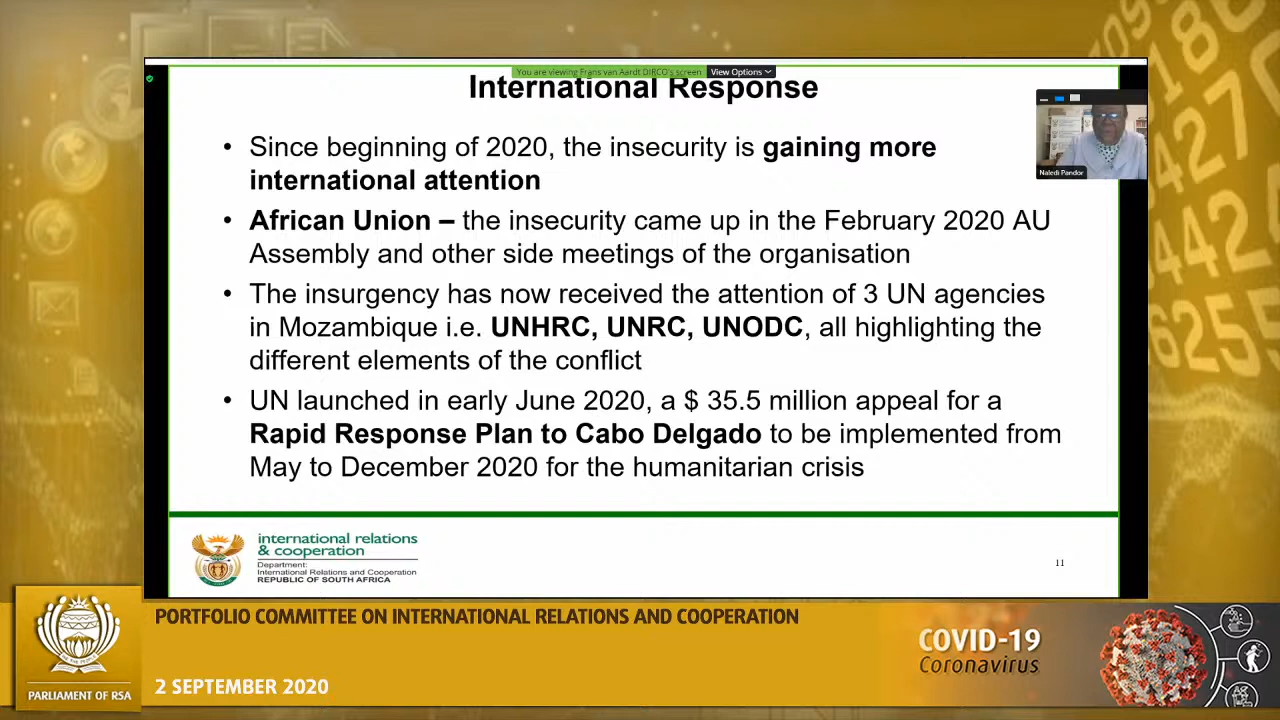 You are viewing Frans van Aardt DIRCO's screen
View Options
International Response
Naledi Pandor
• Since beginning of 2020, the insecurity is gaining more
international attention
• African Union – the insecurity came up in the February 2020 AU
Assembly and other side meetings of the organisation
• The insurgency has now received the attention of 3 UN agencies
in Mozambique i.e. UNHRC, UNRC, UNODC, all highlighting the
different elements of the conflict
• UN launched in early June 2020, a $ 35.5 million appeal for a
Rapid Response Plan to Cabo Delgado to be implemented from
May to December 2020 for the humanitarian crisis
international relations
& cooperation
Department:
International Relations and Cooperation
REPUBLIC OF SOUTH AFRICA
11
PORTFOLIO COMMITTEE ON INTERNATIONAL RELATIONS AND COOPERATION
2 SEPTEMBER 2020
PARLIAMENT OF RSA
COVID-19
Coronavirus